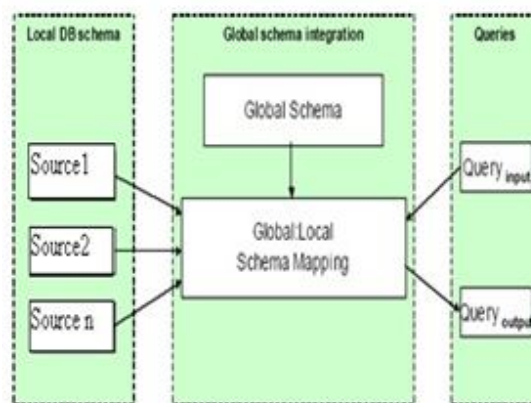 Local DB schema
Global schema integration
Queries
Global Schema
Source1
Source2
Source n
Global:Local
Schema Mapping
Query input
Query output